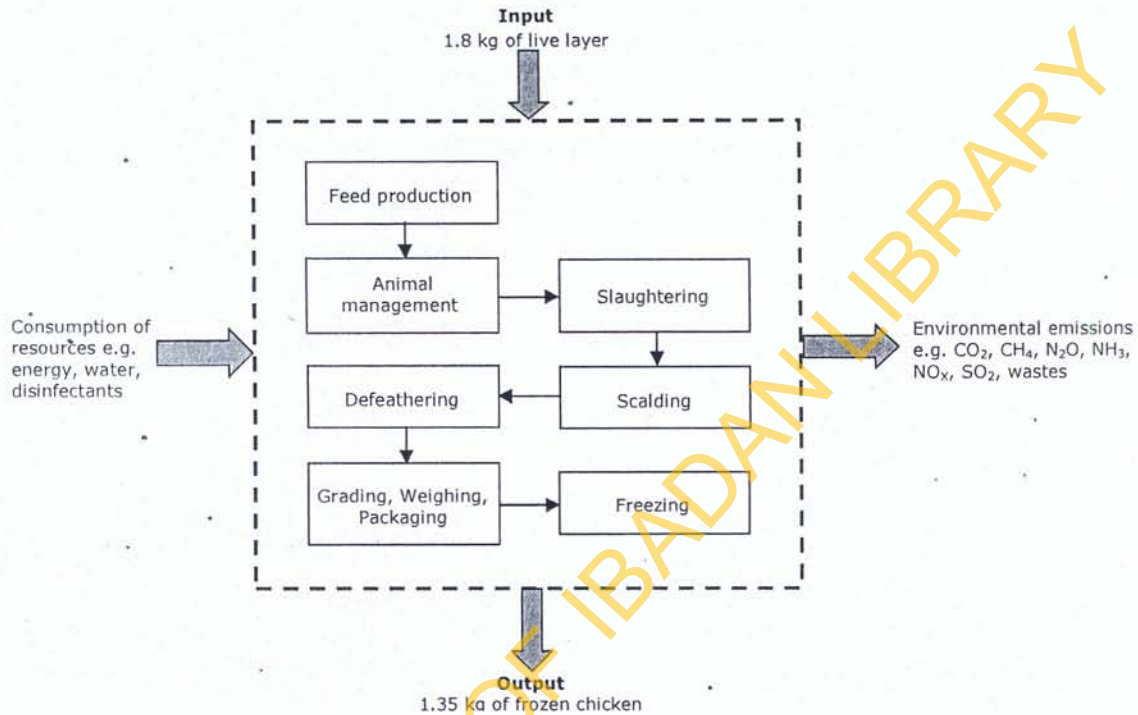 Input
1.8 kg of live layer
Feed production
Animal
management
Slaughtering
Consumption of
resources e.g.
energy, water,
disinfectants
Environmental emissions
e.g. CO₂, CH₄, N₂O, NH₃,
NOₓ, SO₂, wastes
Defeathering
Scalding
Grading, Weighing,
Packaging
Freezing
Output
1.35 kg of frozen chicken
OF IBADAN LIBRARY